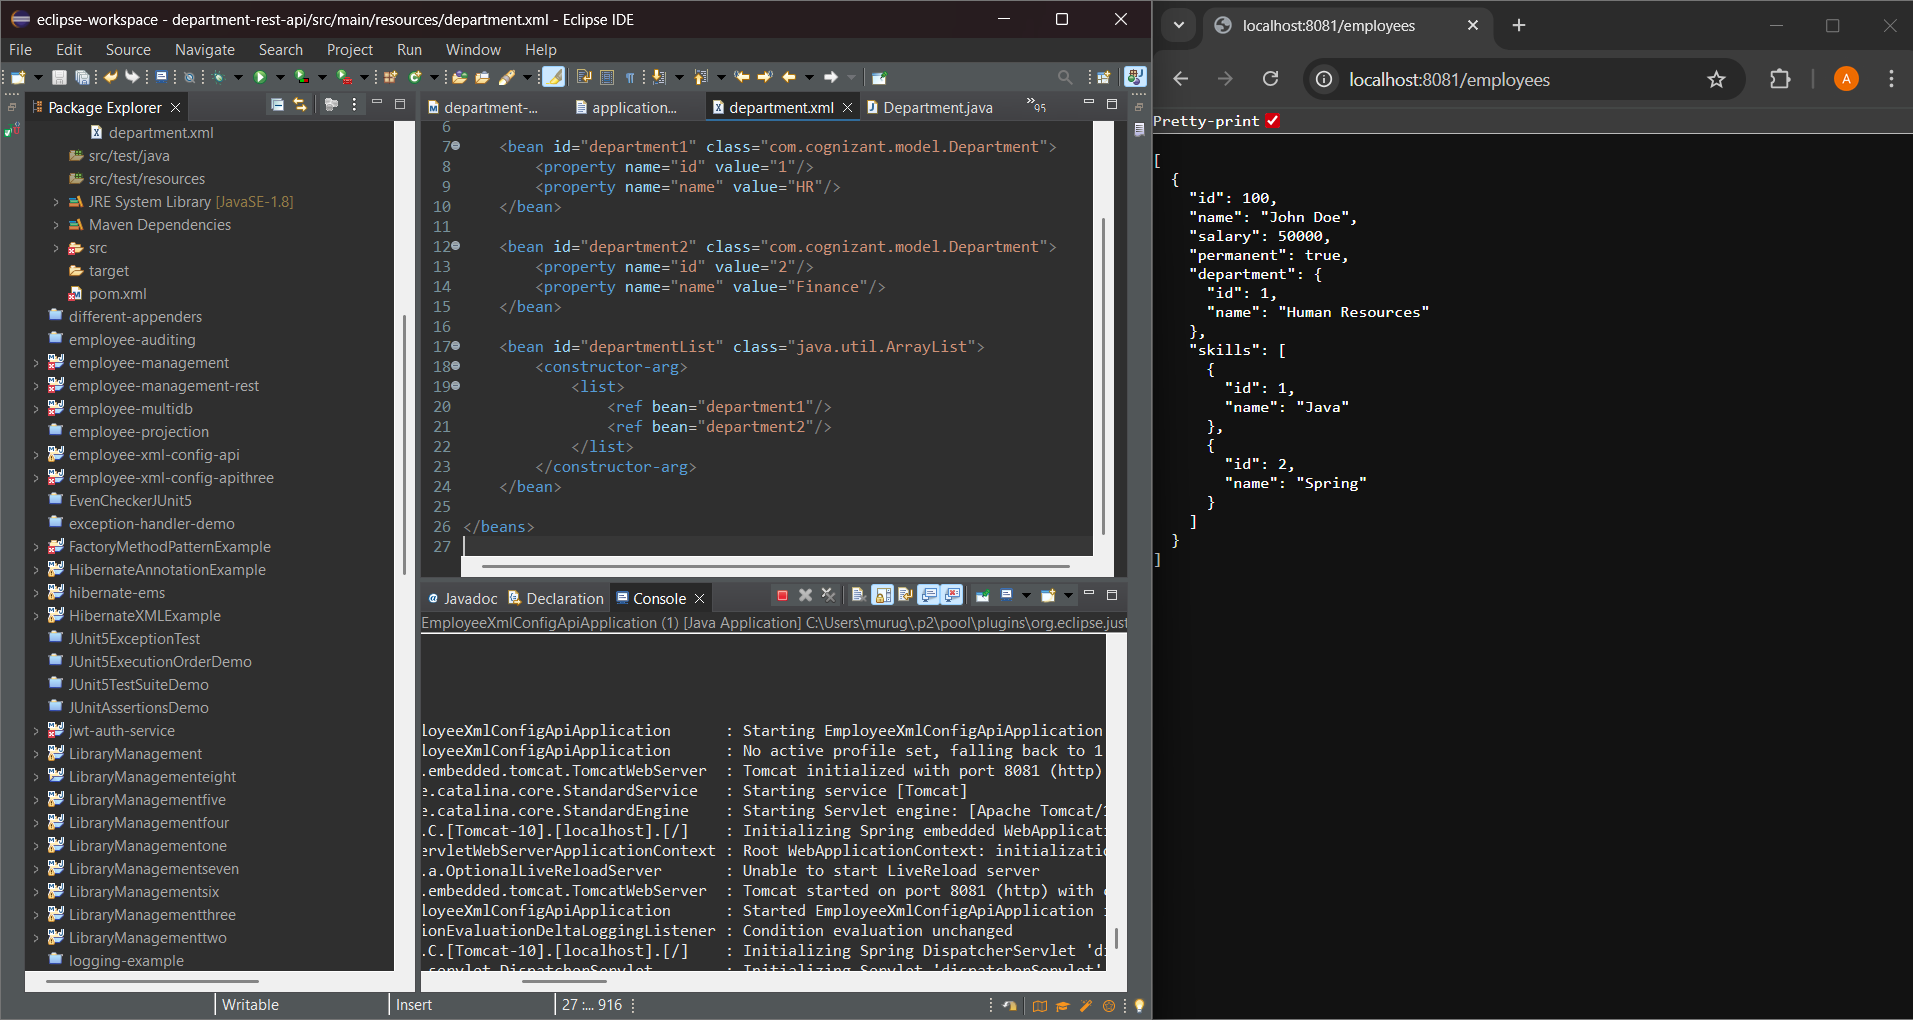 eclipse-workspace - department-rest-api/src/main/resources/department.xml - Eclipse IDE
File Edit Source Navigate Search Project Run Window Help
Package Explorer
department.xml
src/test/java
src/test/resources
JRE System Library [JavaSE-1.8]
Maven Dependencies
src
target
pom.xml
different-appenders
employee-auditing
employee-management
employee-management-rest
employee-multidb
employee-projection
employee-xml-config-api
employee-xml-config-apithree
EvenCheckerJUnit5
exception-handler-demo
FactoryMethodPatternExample
HibernateAnnotationExample
hibernate-ems
HibernateXMLExample
JUnit5ExceptionTest
JUnit5ExecutionOrderDemo
JUnit5TestSuiteDemo
JUnitAssertionsDemo
jwt-auth-service
LibraryManagement
LibraryManagementeight
LibraryManagementfive
LibraryManagementfour
LibraryManagementone
LibraryManagementseven
LibraryManagementsix
LibraryManagementthree
LibraryManagementtwo
logging-example
department-... application... department.xml Department.java »95
6
7 <bean id="department1" class="com.cognizant.model.Department">
8 <property name="id" value="1"/>
9 <property name="name" value="HR"/>
10 </bean>
11
12 <bean id="department2" class="com.cognizant.model.Department">
13 <property name="id" value="2"/>
14 <property name="name" value="Finance"/>
15 </bean>
16
17 <bean id="departmentList" class="java.util.ArrayList">
18 <constructor-arg>
19 <list>
20 <ref bean="department1"/>
21 <ref bean="department2"/>
22 </list>
23 </constructor-arg>
24 </bean>
25
26 </beans>
27
@ Javadoc Declaration Console
EmployeeXmlConfigApiApplication (1) [Java Application] C:\Users\murug\.p2\pool\plugins\org.eclipse.just
loyeeXmlConfigApiApplication : Starting EmployeeXmlConfigApiApplication
loyeeXmlConfigApiApplication : No active profile set, falling back to 1
.embedded.tomcat.TomcatWebServer : Tomcat initialized with port 8081 (http)
e.catalina.core.StandardService : Starting service [Tomcat]
e.catalina.core.StandardEngine : Starting Servlet engine: [Apache Tomcat/
.C.[Tomcat-10].[localhost].[/] : Initializing Spring embedded WebApplicati
ervletWebServerApplicationContext : Root WebApplicationContext: initializatio
.a.OptionalLiveReloadServer : Unable to start LiveReload server
.embedded.tomcat.TomcatWebServer : Tomcat started on port 8081 (http) with
loyeeXmlConfigApiApplication : Started EmployeeXmlConfigApiApplication
ionEvaluationDeltaLoggingListener : Condition evaluation unchanged
.C.[Tomcat-10].[localhost].[/] : Initializing Spring DispatcherServlet 'di
.servlet.DispatcherServlet : Initializing Servlet 'dispatcherServlet'
Writable Insert 27 :... 916
localhost:8081/employees
localhost:8081/employees
A
Pretty-print
[
{
"id": 100,
"name": "John Doe",
"salary": 50000,
"permanent": true,
"department": {
"id": 1,
"name": "Human Resources"
},
"skills": [
{
"id": 1,
"name": "Java"
},
{
"id": 2,
"name": "Spring"
}
]
}
]